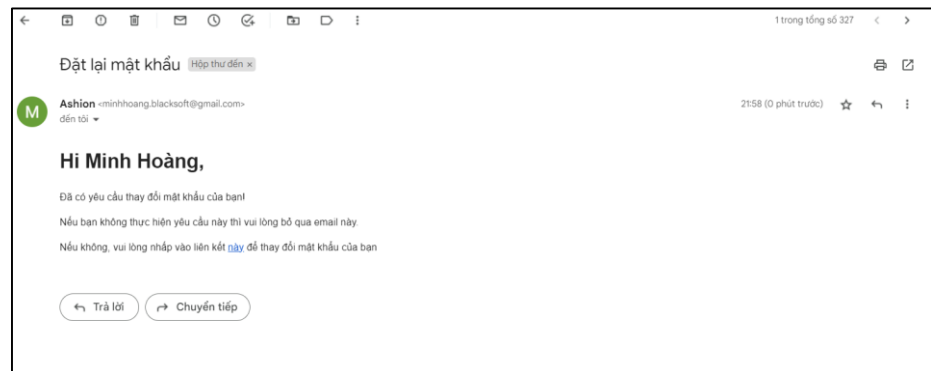 1 trong tổng số 327
Đặt lại mật khẩu Hộp thư đến ×
Ashion <minhhoang.blacksoft@gmail.com>
21:58 (0 phút trước)
đến tôi
M
Hi Minh Hoàng,
Đã có yêu cầu thay đổi mật khẩu của bạn!
Nếu bạn không thực hiện yêu cầu này thì vui lòng bỏ qua email này.
Nếu không, vui lòng nhấp vào liên kết này để thay đổi mật khẩu của bạn
Trả lời
Chuyển tiếp